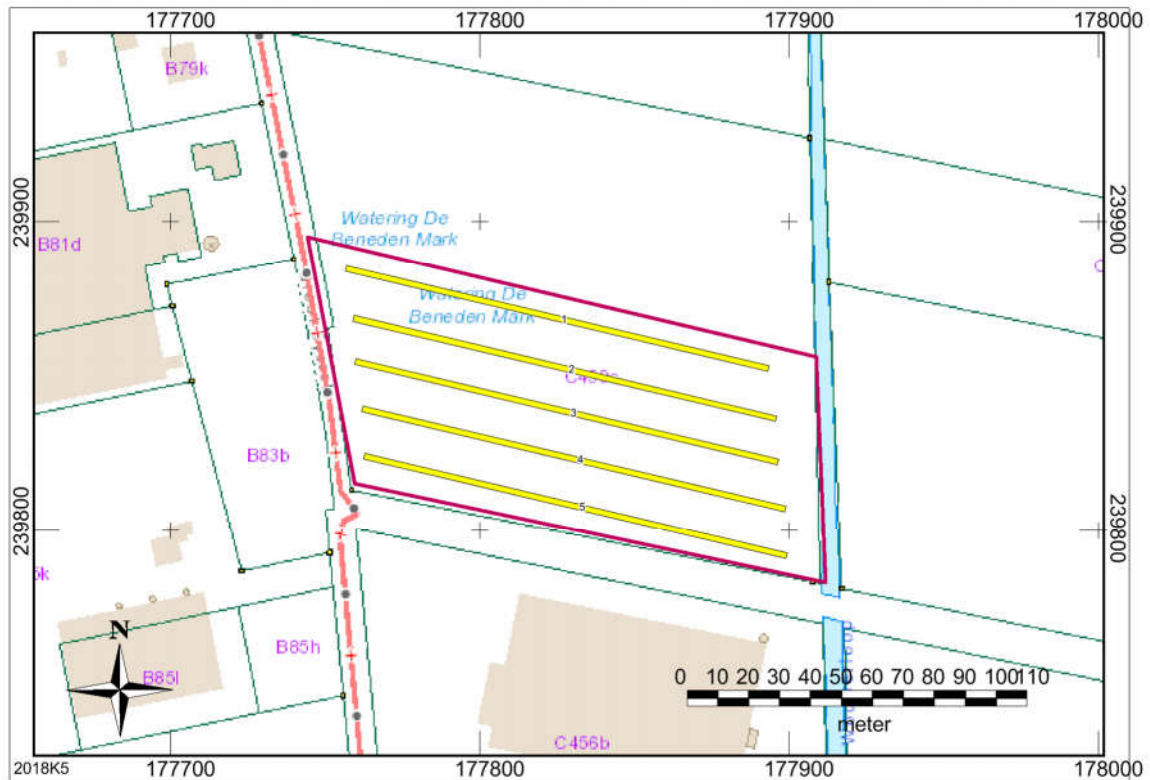 177700 177800 177900 178000
B79k
239900
239900
Watering De
Beneden Mark
B81d
Watering De
Beneden Mark
1
2
3
B83b
4
5
239800
239800
N
B85h
B85l
0 10 20 30 40 50 60 70 80 90 100 110
meter
C456b
2018K5
177700 177800 177900
178000